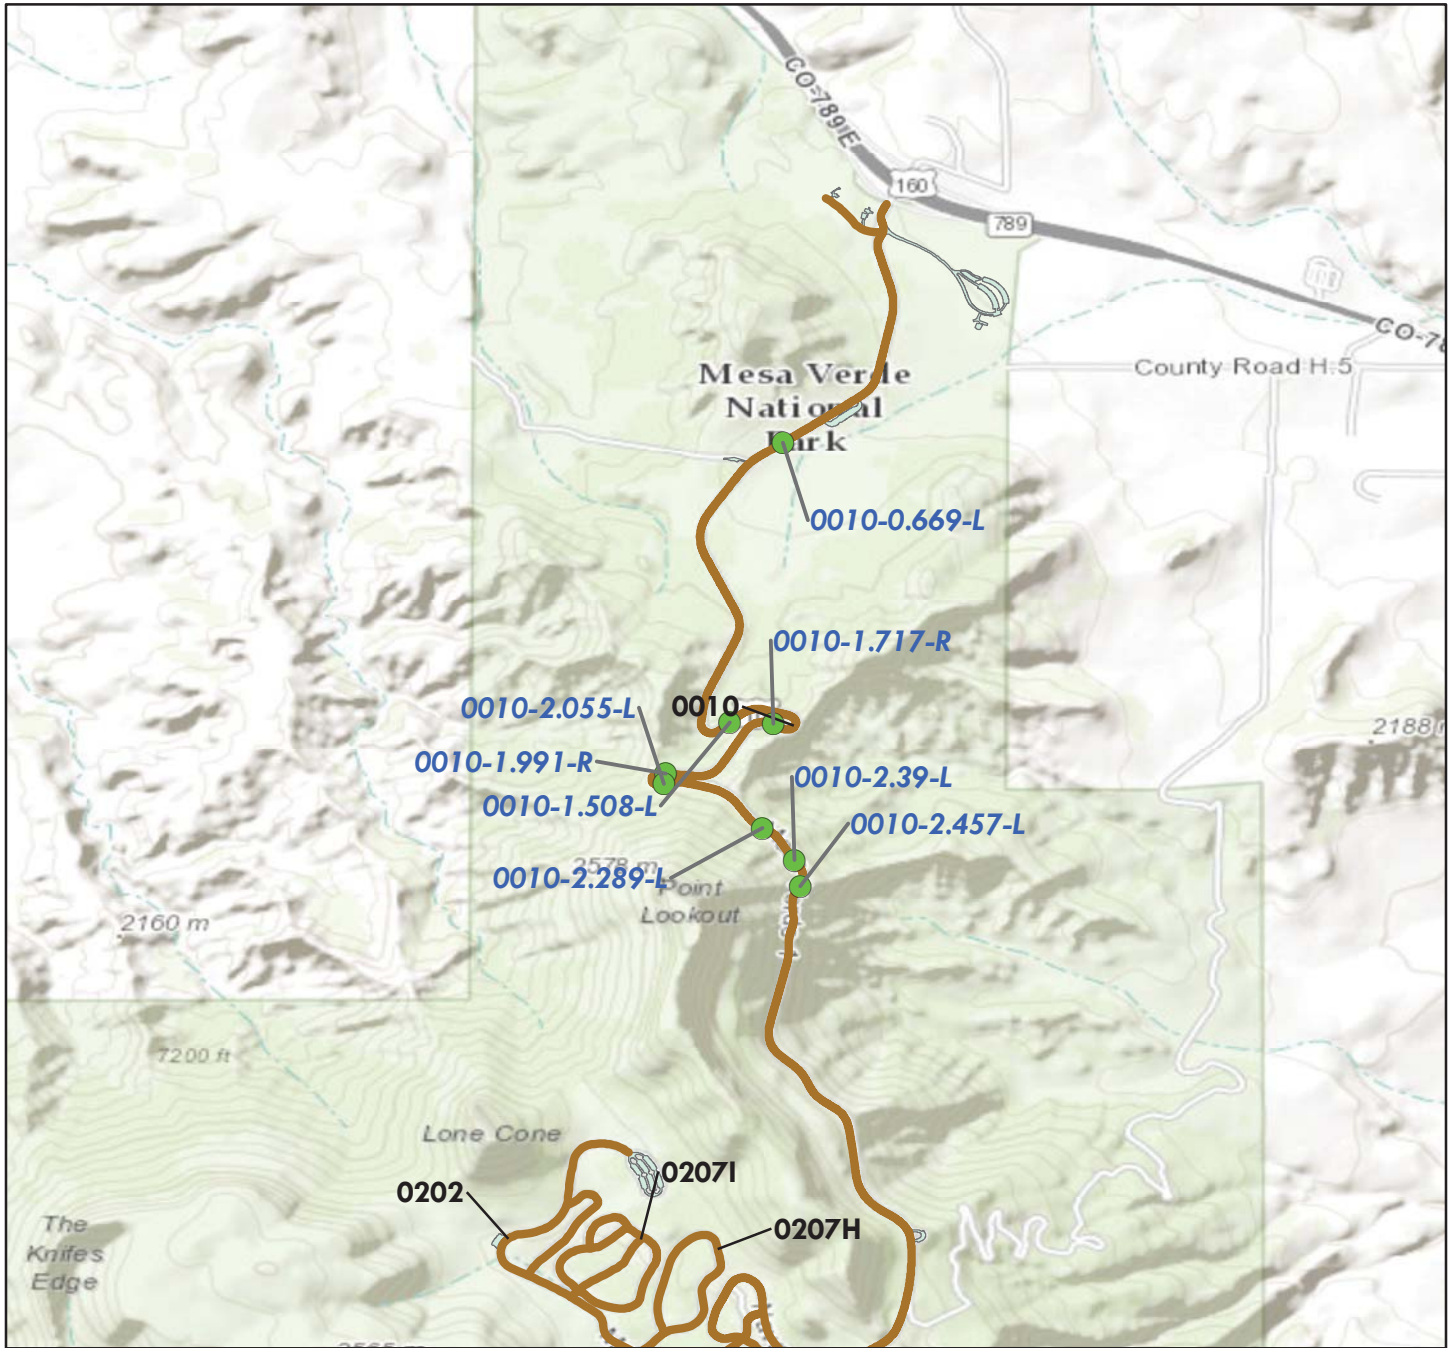 CO-789 E
160
789
CO-78
County Road H.5
Mesa Verde
National
Park
0010-0.669-L
0010-1.717-R
0010
0010-2.055-L
0010-1.991-R
0010-1.508-L
0010-2.39-L
0010-2.457-L
2188
2578 m
0010-2.289-L
Point
Lookout
2160 m
7200 ft
Lone Cone
0207I
0202
0207H
The
Knifes
Edge
2565 m